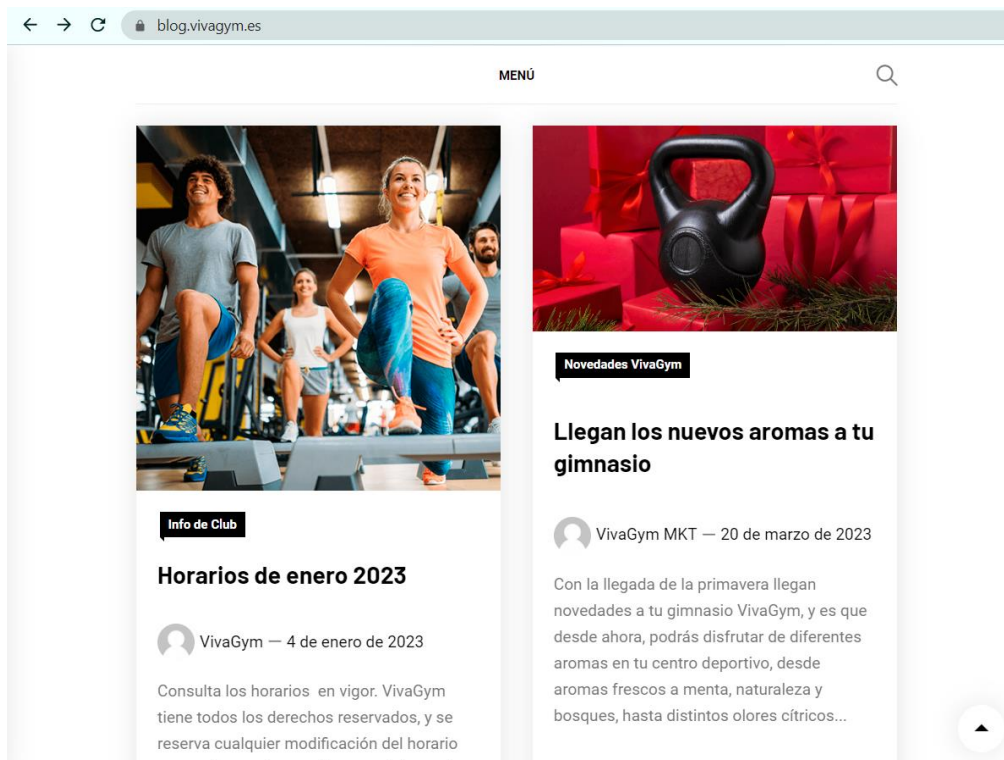 blog.vivagym.es
MENÚ
Info de Club
Horarios de enero 2023
VivaGym — 4 de enero de 2023
Consulta los horarios  en vigor. VivaGym
tiene todos los derechos reservados, y se
reserva cualquier modificación del horario
Novedades VivaGym
Llegan los nuevos aromas a tu
gimnasio
VivaGym MKT — 20 de marzo de 2023
Con la llegada de la primavera llegan
novedades a tu gimnasio VivaGym, y es que
desde ahora, podrás disfrutar de diferentes
aromas en tu centro deportivo, desde
aromas frescos a menta, naturaleza y
bosques, hasta distintos olores cítricos...